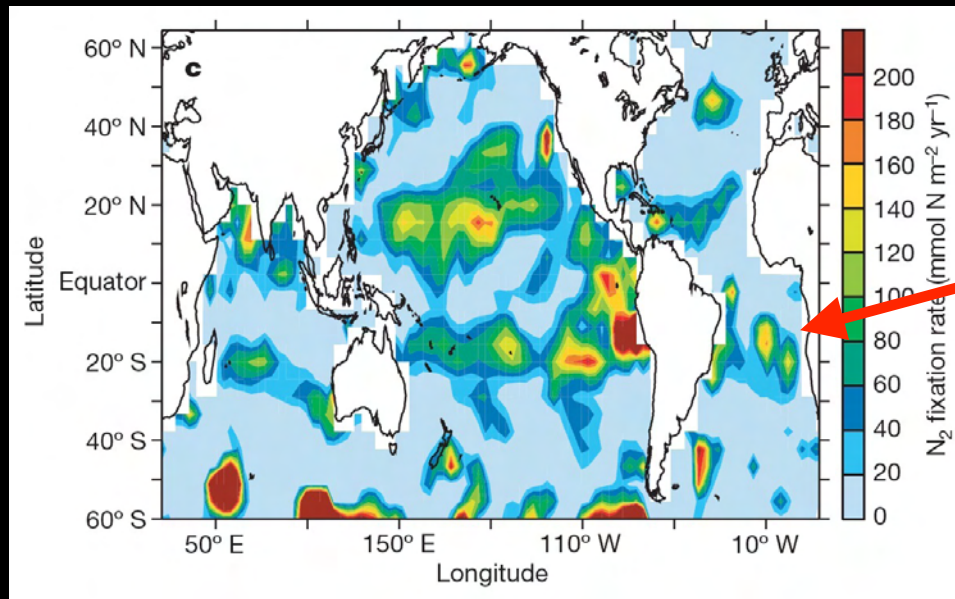 c
60° N
40° N
20° N
Equator
20° S
40° S
60° S
Latitude
50° E
150° E
110° W
10° W
Longitude
200
180
160
140
120
100
80
60
40
20
0
N₂ fixation rate (mmol N m⁻² yr⁻¹)